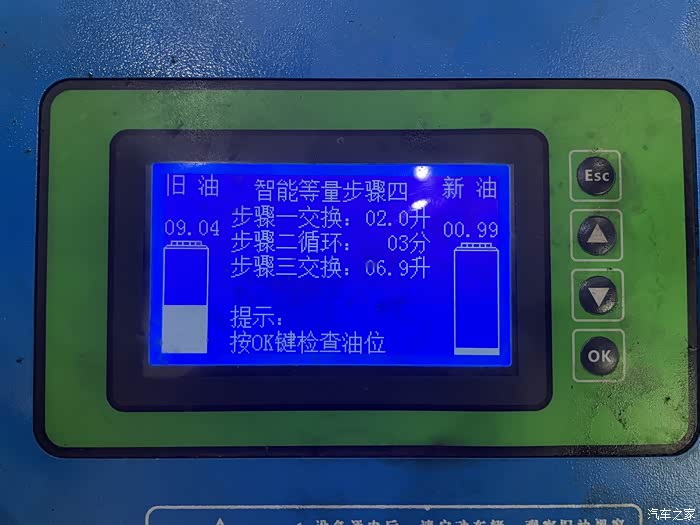 旧油 智能等量步骤四 新油
09.04 步骤一交换：02.0升 00.99
步骤二循环： 03分
步骤三交换：06.9升
提示：
按OK键检查油位
Esc
OK
汽车之家